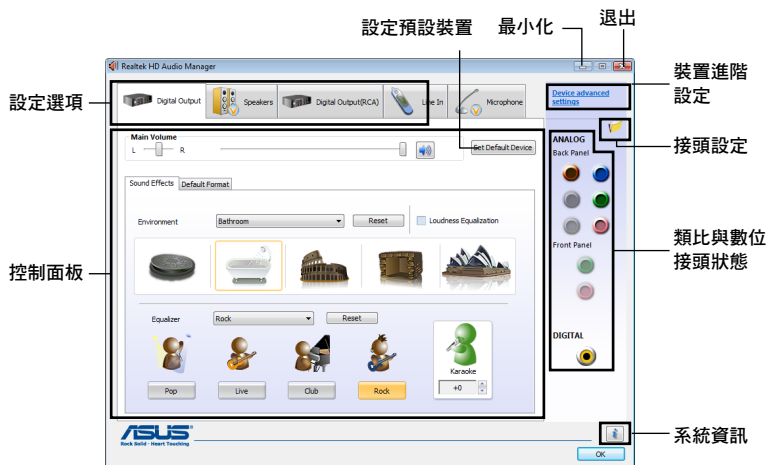 設定預設裝置
最小化
退出
Realtek HD Audio Manager
設定選項
Digital Output
Speakers
Digital Output(RCA)
Line In
Microphone
Device advanced
settings
裝置進階
設定
Main Volume
L
R
Set Default Device
ANALOG
Back Panel
接頭設定
Sound Effects
Default Format
Environment
Bathroom
Reset
Loudness Equalization
Front Panel
類比與數位
接頭狀態
控制面板
Equalizer
Rock
Reset
DIGITAL
Karaoke
Pop
Live
Club
Rock
+0
ASUS
Rock Solid · Heart Touching
系統資訊
OK